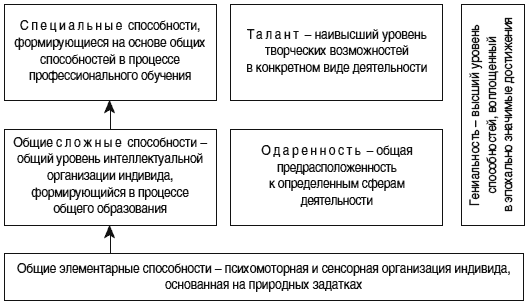 Специальные способности,
формирующиеся на основе общих
способностей в процессе
профессионального обучения
Талант – наивысший уровень
творческих возможностей
в конкретном виде деятельности
Гениальность – высший уровень
способностей, воплощенный
в эпохально значимые достижения
Общие сложные способности –
общий уровень интеллектуальной
организации индивида,
формирующийся в процессе
общего образования
Одаренность – общая
предрасположенность
к определенным сферам
деятельности
Общие элементарные способности – психомоторная и сенсорная организация индивида,
основанная на природных задатках